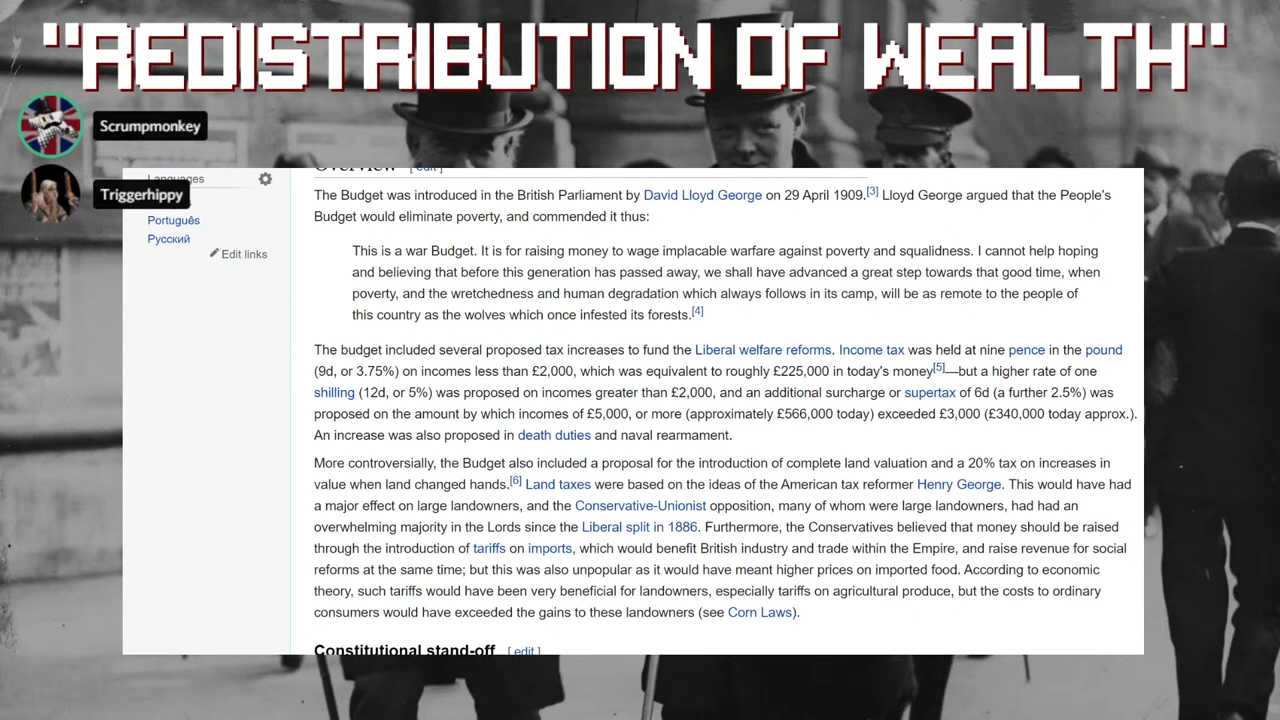 "REDISTRIBUTION OF WEALTH"
Scrumpmonkey
Triggerhippy
Languages
Português
Русский
Edit links
Overview [ edit ]
The Budget was introduced in the British Parliament by David Lloyd George on 29 April 1909.[3] Lloyd George argued that the People's
Budget would eliminate poverty, and commended it thus:
This is a war Budget. It is for raising money to wage implacable warfare against poverty and squalidness. I cannot help hoping
and believing that before this generation has passed away, we shall have advanced a great step towards that good time, when
poverty, and the wretchedness and human degradation which always follows in its camp, will be as remote to the people of
this country as the wolves which once infested its forests.[4]
The budget included several proposed tax increases to fund the Liberal welfare reforms. Income tax was held at nine pence in the pound
(9d, or 3.75%) on incomes less than £2,000, which was equivalent to roughly £225,000 in today's money[5]—but a higher rate of one
shilling (12d, or 5%) was proposed on incomes greater than £2,000, and an additional surcharge or supertax of 6d (a further 2.5%) was
proposed on the amount by which incomes of £5,000, or more (approximately £566,000 today) exceeded £3,000 (£340,000 today approx.).
An increase was also proposed in death duties and naval rearmament.
More controversially, the Budget also included a proposal for the introduction of complete land valuation and a 20% tax on increases in
value when land changed hands.[6] Land taxes were based on the ideas of the American tax reformer Henry George. This would have had
a major effect on large landowners, and the Conservative-Unionist opposition, many of whom were large landowners, had had an
overwhelming majority in the Lords since the Liberal split in 1886. Furthermore, the Conservatives believed that money should be raised
through the introduction of tariffs on imports, which would benefit British industry and trade within the Empire, and raise revenue for social
reforms at the same time; but this was also unpopular as it would have meant higher prices on imported food. According to economic
theory, such tariffs would have been very beneficial for landowners, especially tariffs on agricultural produce, but the costs to ordinary
consumers would have exceeded the gains to these landowners (see Corn Laws).
Constitutional stand-off [ edit ]